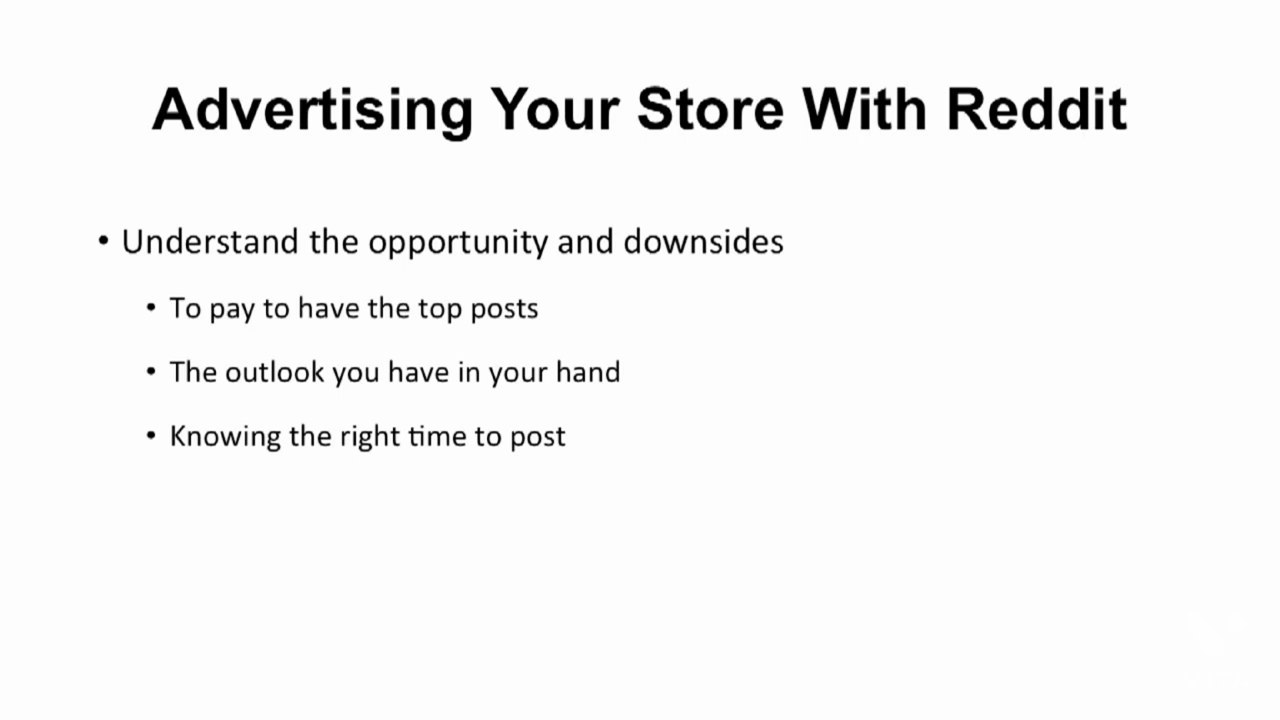 Advertising Your Store With Reddit
• Understand the opportunity and downsides
• To pay to have the top posts
• The outlook you have in your hand
• Knowing the right time to post